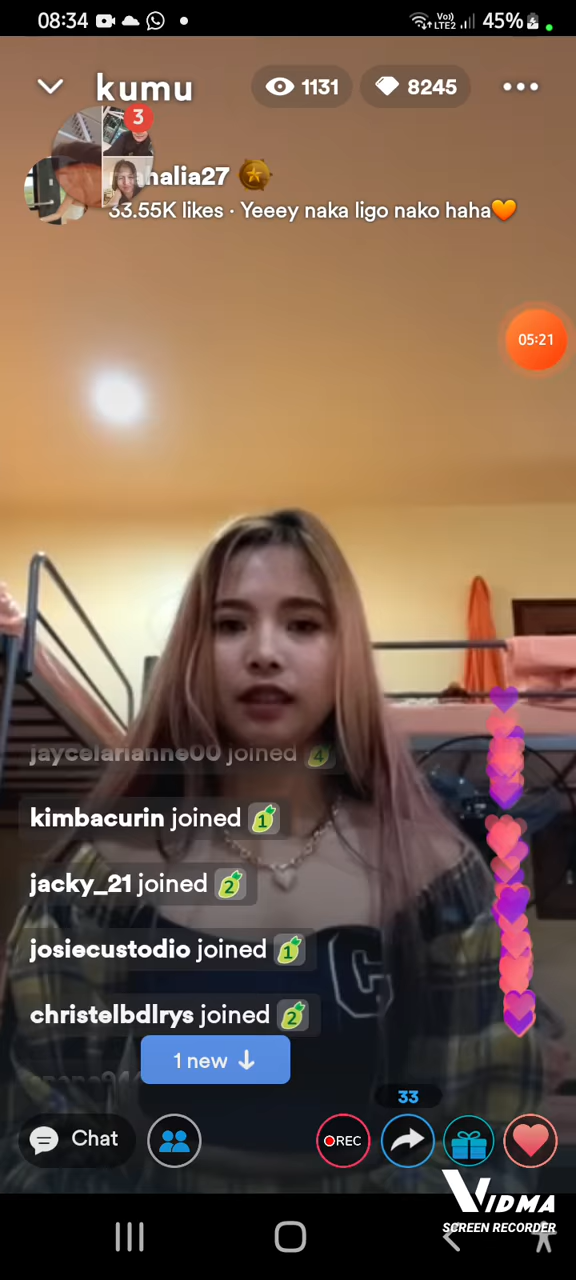 08:34
Vo)) LTE2 45%
kumu
1131
8245
3
halia27
33.55K likes · Yeeey naka ligo nako haha🧡
05:21
jaycelarianne00 joined 4
kimbacurin joined 1
jacky_21 joined 2
josiecustodio joined 1
christelbdlrys joined 2
1 new ↓
33
Chat
REC
C
VIDMA
SCREEN RECORDER